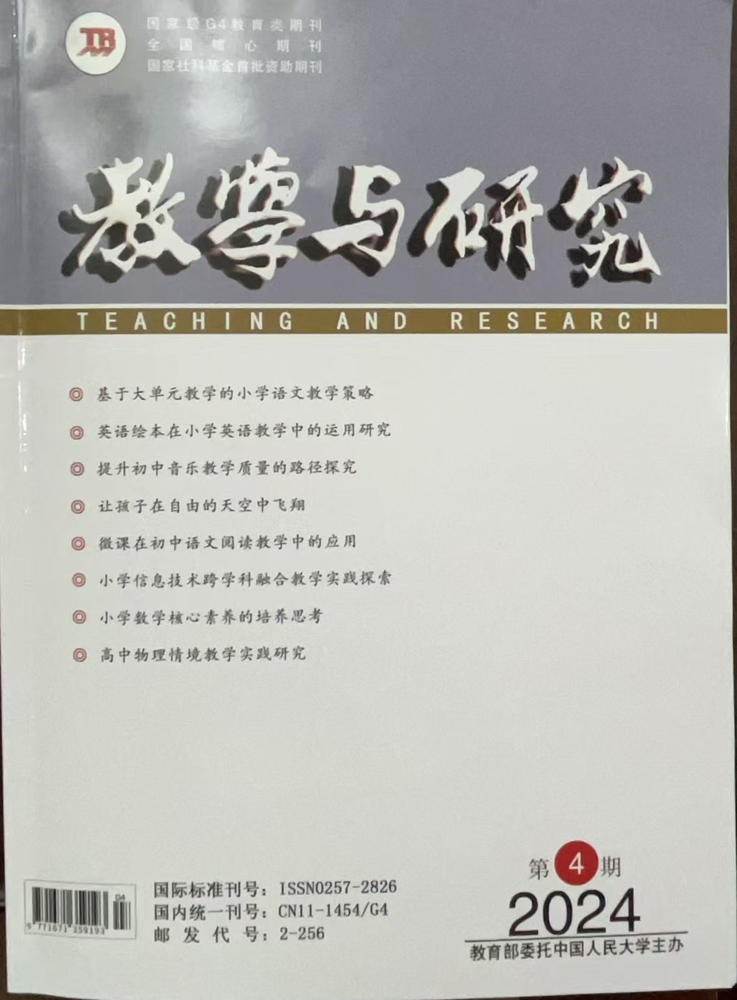 TRM
国家级G4教育类期刊
全国核心期刊
国家社科基金首批资助期刊
教学与研究
TEACHING AND RESEARCH
◎ 基于大单元教学的小学语文教学策略
◎ 英语绘本在小学英语教学中的运用研究
◎ 提升初中音乐教学质量的路径探究
◎ 让孩子在自由的天空中飞翔
◎ 微课在初中语文阅读教学中的应用
◎ 小学信息技术跨学科融合教学实践探索
◎ 小学数学核心素养的培养思考
◎ 高中物理情境教学实践研究
第4期
2024
教育部委托中国人民大学主办
国际标准刊号：ISSN0257-2826
国内统一刊号：CN11-1454/G4
邮发代号：2-256
04
9 771671 359193